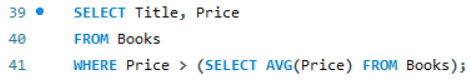 39 SELECT Title, Price
40 FROM Books
41 WHERE Price > (SELECT AVG(Price) FROM Books);